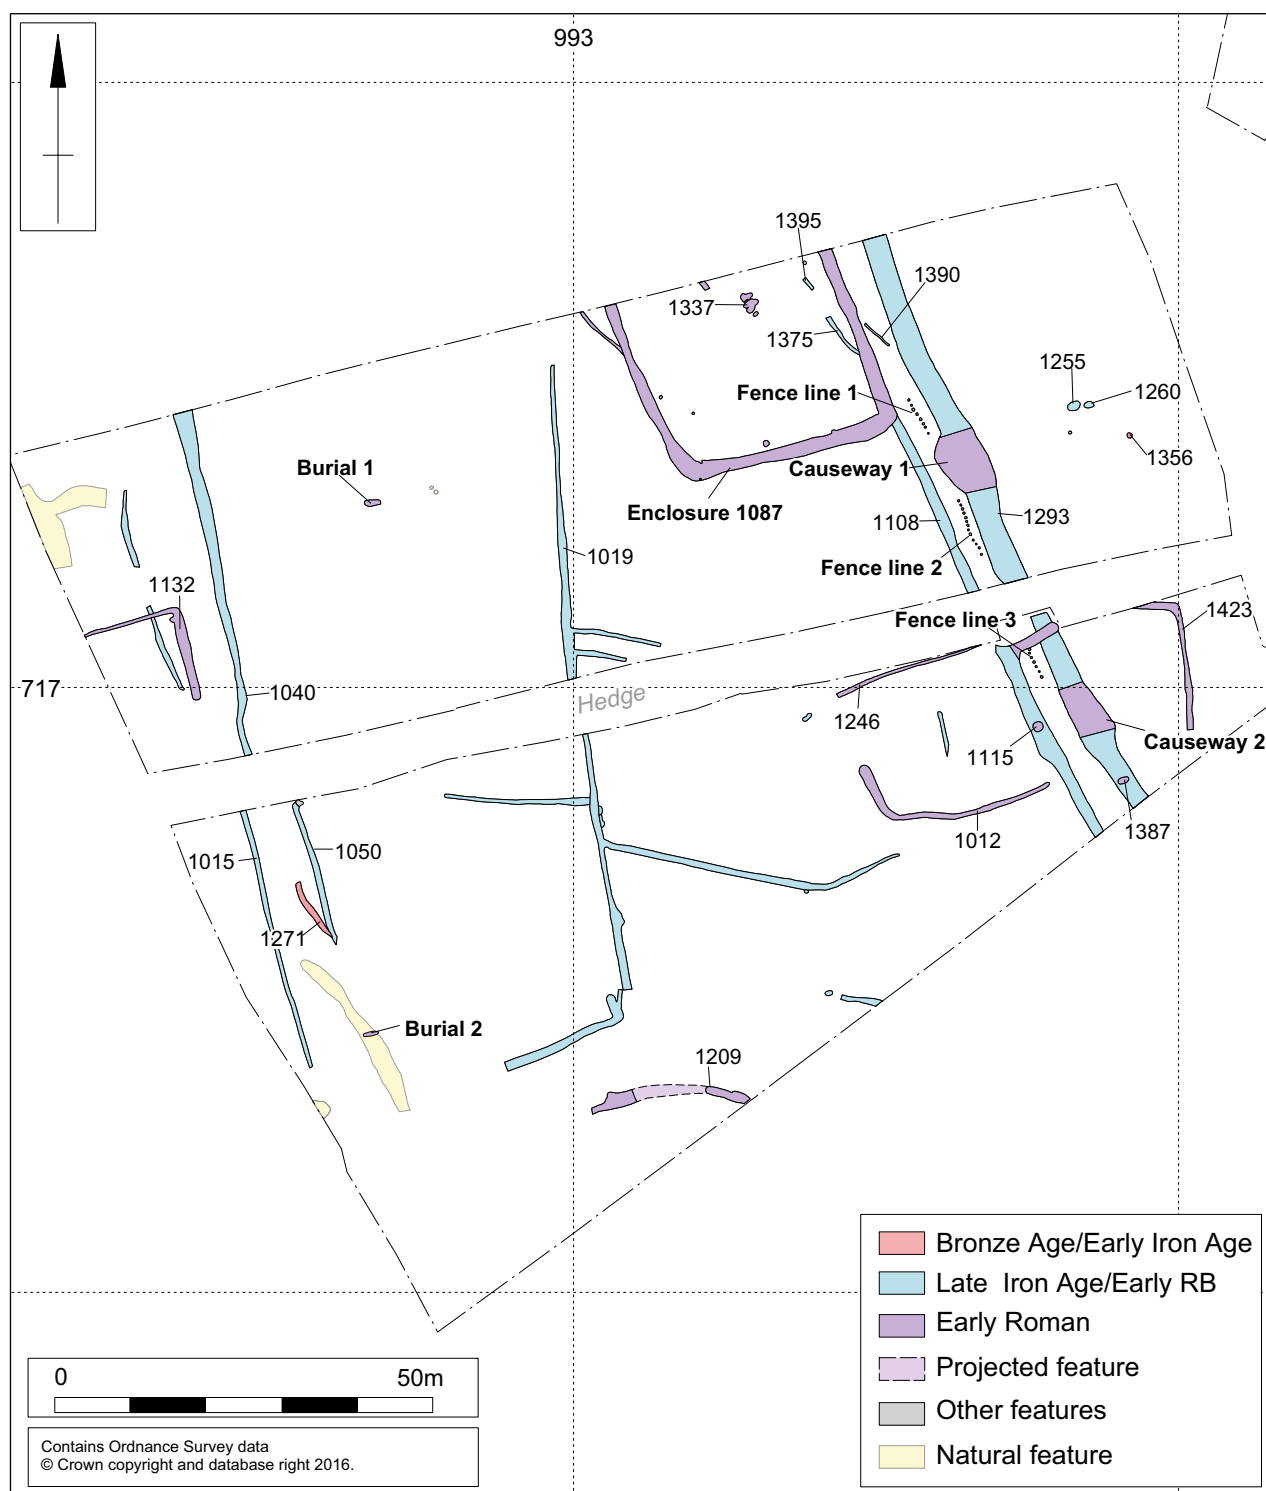 993
1395
1390
1337
1375
1255
1260
Fence line 1
1356
Burial 1
Causeway 1
Enclosure 1087
1108
1293
1019
Fence line 2
1132
Fence line 3
1423
717
1040
Hedge
1246
1115
Causeway 2
1012
1387
1015
1050
1271
Burial 2
1209
Bronze Age/Early Iron Age
Late Iron Age/Early RB
Early Roman
Projected feature
Other features
Natural feature
0 50m
Contains Ordnance Survey data
© Crown copyright and database right 2016.